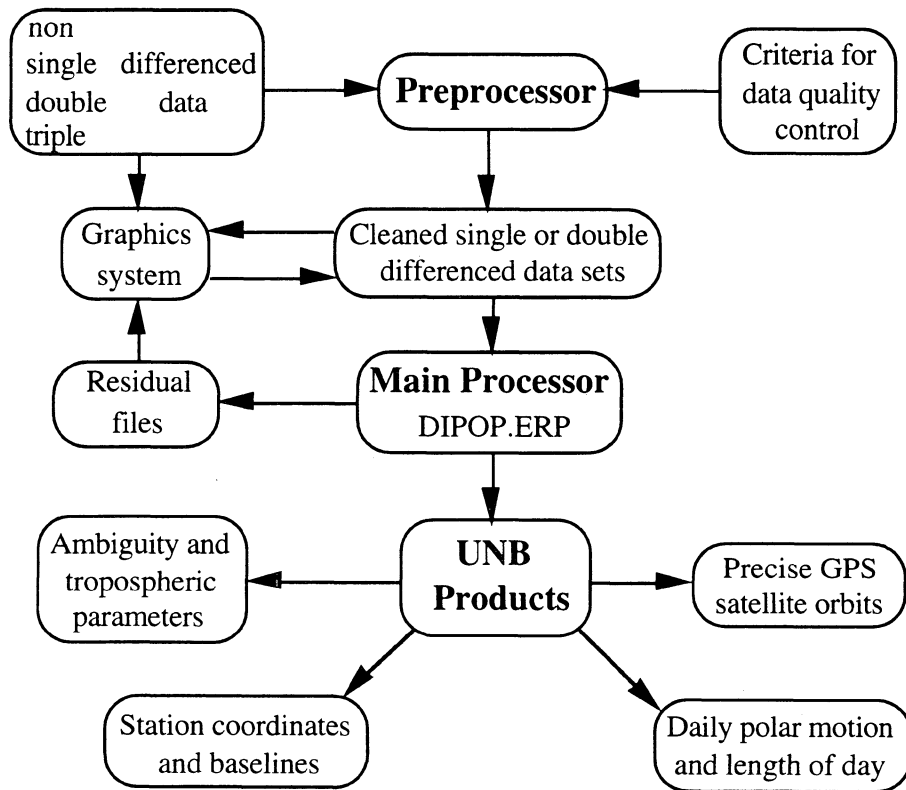 non
single differenced
double data
triple
Preprocessor
Criteria for
data quality
control
Graphics
system
Cleaned single or double
differenced data sets
Residual
files
Main Processor
DIPOP.ERP
Ambiguity and
tropospheric
parameters
UNB
Products
Precise GPS
satellite orbits
Station coordinates
and baselines
Daily polar motion
and length of day